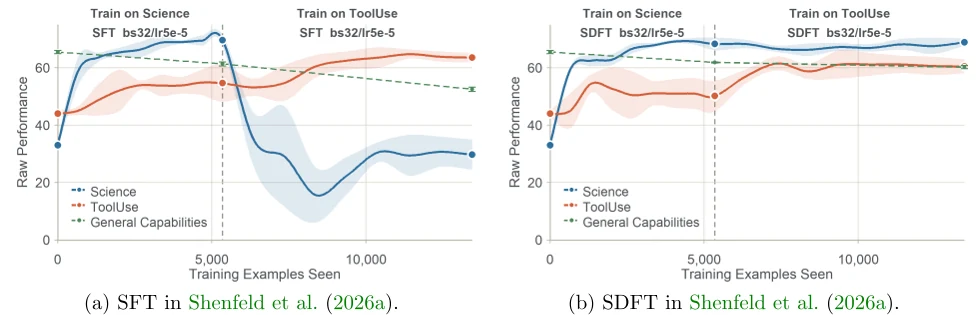 Train on Science
SFT bs32/lr5e-5
Train on ToolUse
SFT bs32/lr5e-5
Raw Performance
60
40
20
0
Science
ToolUse
General Capabilities
0
5,000
10,000
Training Examples Seen
(a) SFT in Shenfeld et al. (2026a).
Train on Science
SDFT bs32/lr5e-5
Train on ToolUse
SDFT bs32/lr5e-5
Raw Performance
60
40
20
0
Science
ToolUse
General Capabilities
0
5,000
10,000
Training Examples Seen
(b) SDFT in Shenfeld et al. (2026a).